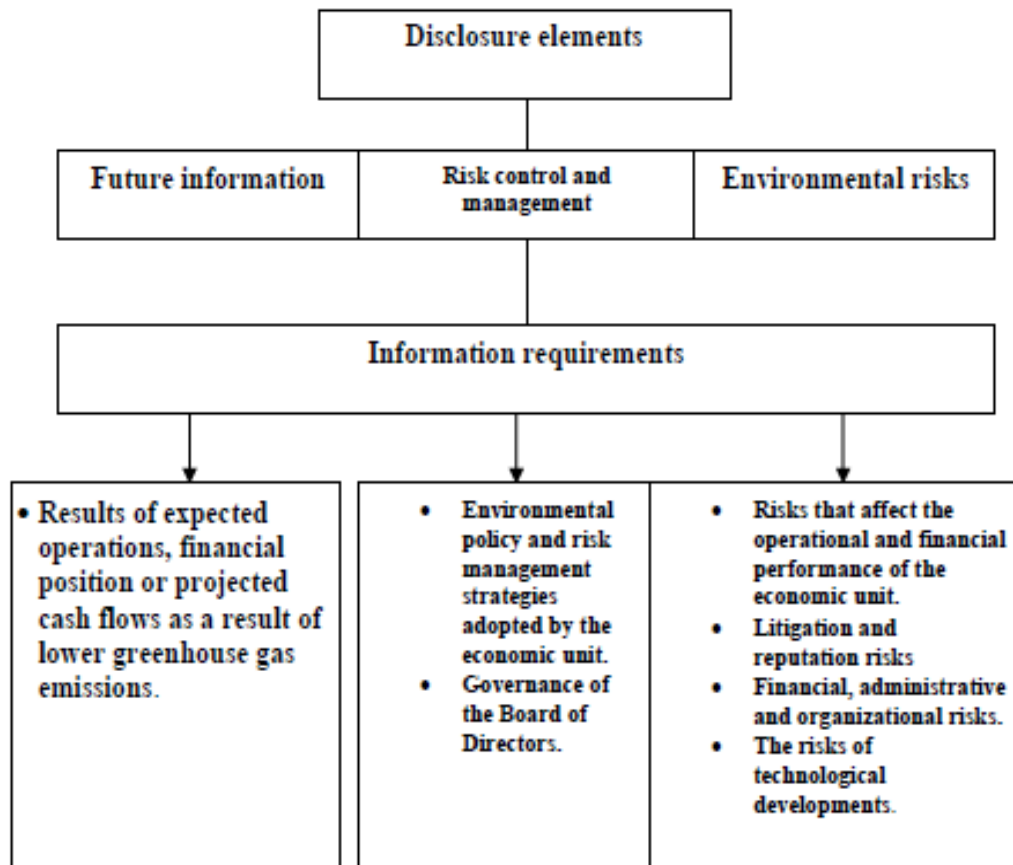 Disclosure elements
Future information
Risk control and
management
Environmental risks
Information requirements
• Results of expected
operations, financial
position or projected
cash flows as a result of
lower greenhouse gas
emissions.
• Environmental
policy and risk
management
strategies
adopted by the
economic unit.
• Governance of
the Board of
Directors.
• Risks that affect the
operational and financial
performance of the
economic unit.
• Litigation and
reputation risks
• Financial, administrative
and organizational risks.
• The risks of
technological
developments.